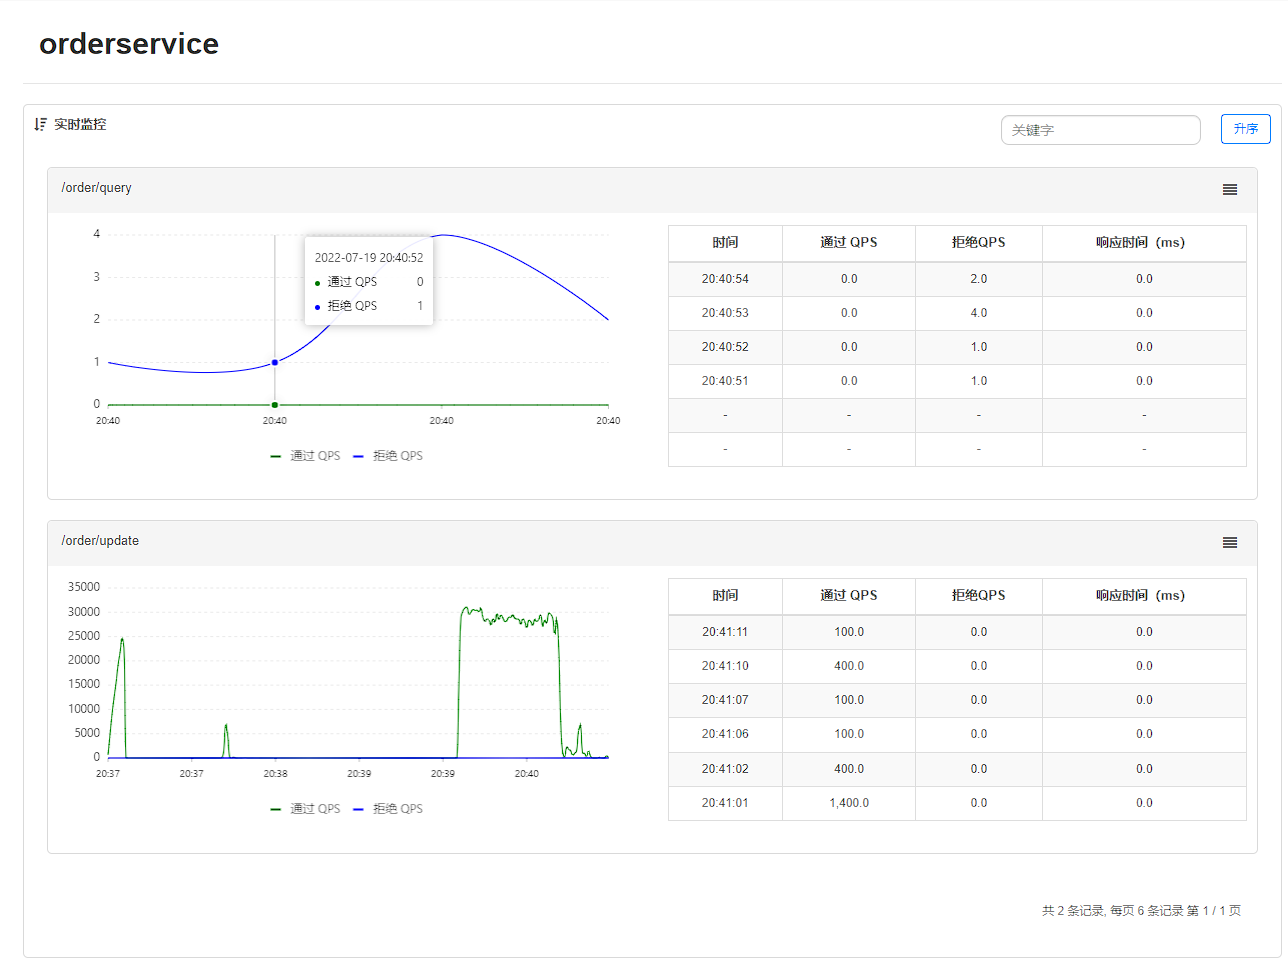 orderservice
实时监控
关键字
升序
/order/query
4
3
2
1
0
20:40 20:40 20:40 20:40
2022-07-19 20:40:52
通过 QPS 0
拒绝 QPS 1
通过 QPS 拒绝 QPS
时间 通过 QPS 拒绝QPS 响应时间（ms）
20:40:54 0.0 2.0 0.0
20:40:53 0.0 4.0 0.0
20:40:52 0.0 1.0 0.0
20:40:51 0.0 1.0 0.0
- - - -
- - - -
/order/update
35000
30000
25000
20000
15000
10000
5000
0
20:37 20:37 20:38 20:39 20:39 20:40
通过 QPS 拒绝 QPS
时间 通过 QPS 拒绝QPS 响应时间（ms）
20:41:11 100.0 0.0 0.0
20:41:10 400.0 0.0 0.0
20:41:07 100.0 0.0 0.0
20:41:06 100.0 0.0 0.0
20:41:02 400.0 0.0 0.0
20:41:01 1,400.0 0.0 0.0
共 2 条记录, 每页 6 条记录 第 1 / 1 页